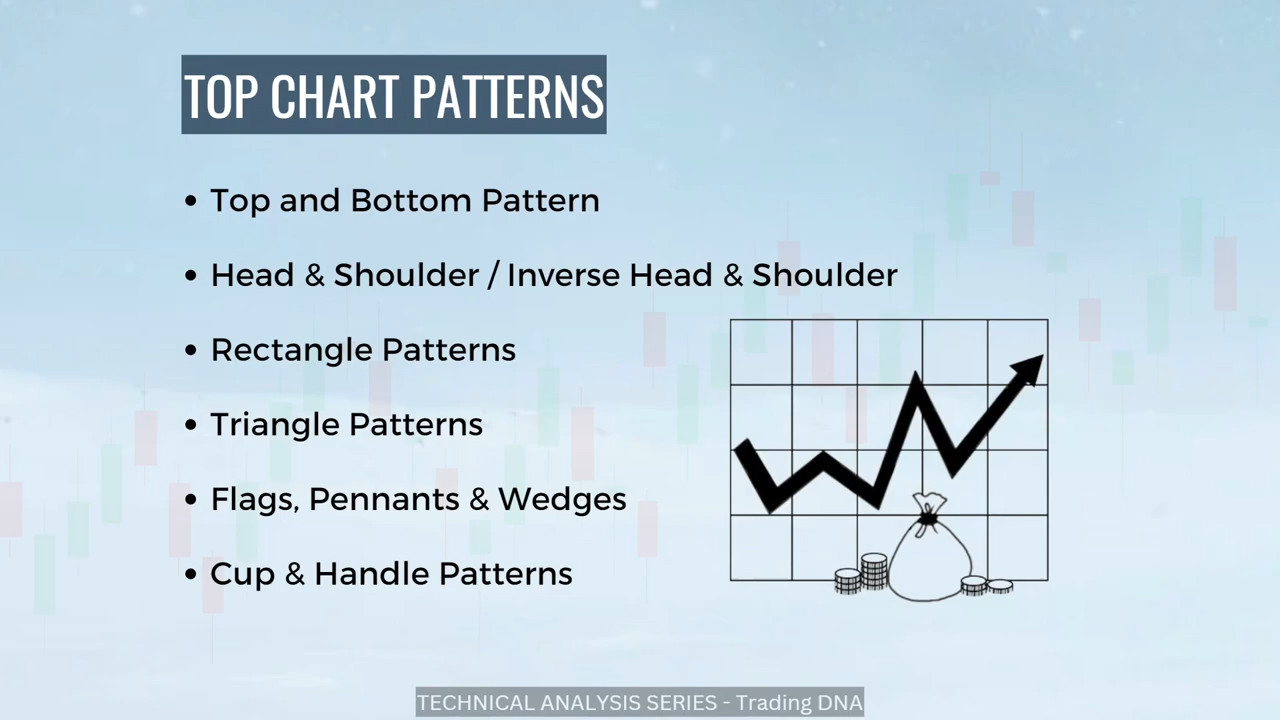 TOP CHART PATTERNS
• Top and Bottom Pattern
• Head & Shoulder / Inverse Head & Shoulder
• Rectangle Patterns
• Triangle Patterns
• Flags, Pennants & Wedges
• Cup & Handle Patterns
TECHNICAL ANALYSIS SERIES - Trading DNA